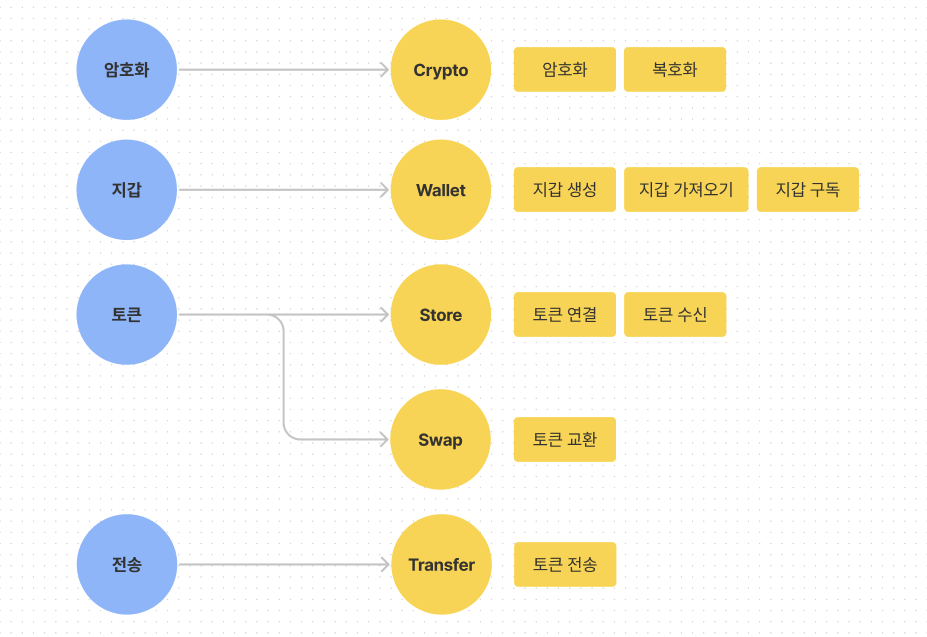 암호화
Crypto
암호화
복호화
지갑
Wallet
지갑 생성
지갑 가져오기
지갑 구독
토큰
Store
토큰 연결
토큰 수신
Swap
토큰 교환
전송
Transfer
토큰 전송